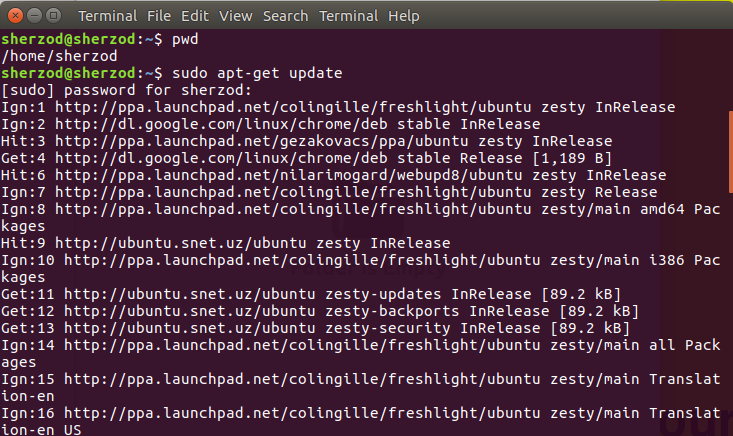 Terminal File Edit View Search Terminal Help
sherzod@sherzod:~$ pwd
/home/sherzod
sherzod@sherzod:~$ sudo apt-get update
[sudo] password for sherzod:
Ign:1 http://ppa.launchpad.net/colingille/freshlight/ubuntu zesty InRelease
Ign:2 http://dl.google.com/linux/chrome/deb stable InRelease
Hit:3 http://ppa.launchpad.net/gezakovacs/ppa/ubuntu zesty InRelease
Get:4 http://dl.google.com/linux/chrome/deb stable Release [1,189 B]
Hit:6 http://ppa.launchpad.net/nilarimogard/webupd8/ubuntu zesty InRelease
Ign:7 http://ppa.launchpad.net/colingille/freshlight/ubuntu zesty Release
Ign:8 http://ppa.launchpad.net/colingille/freshlight/ubuntu zesty/main amd64 Pac
kages
Hit:9 http://ubuntu.snet.uz/ubuntu zesty InRelease
Ign:10 http://ppa.launchpad.net/colingille/freshlight/ubuntu zesty/main i386 Pac
kages
Get:11 http://ubuntu.snet.uz/ubuntu zesty-updates InRelease [89.2 kB]
Get:12 http://ubuntu.snet.uz/ubuntu zesty-backports InRelease [89.2 kB]
Get:13 http://ubuntu.snet.uz/ubuntu zesty-security InRelease [89.2 kB]
Ign:14 http://ppa.launchpad.net/colingille/freshlight/ubuntu zesty/main all Pack
ages
Ign:15 http://ppa.launchpad.net/colingille/freshlight/ubuntu zesty/main Translat
ion-en
Ign:16 http://ppa.launchpad.net/colingille/freshlight/ubuntu zesty/main Translat
ion-en US